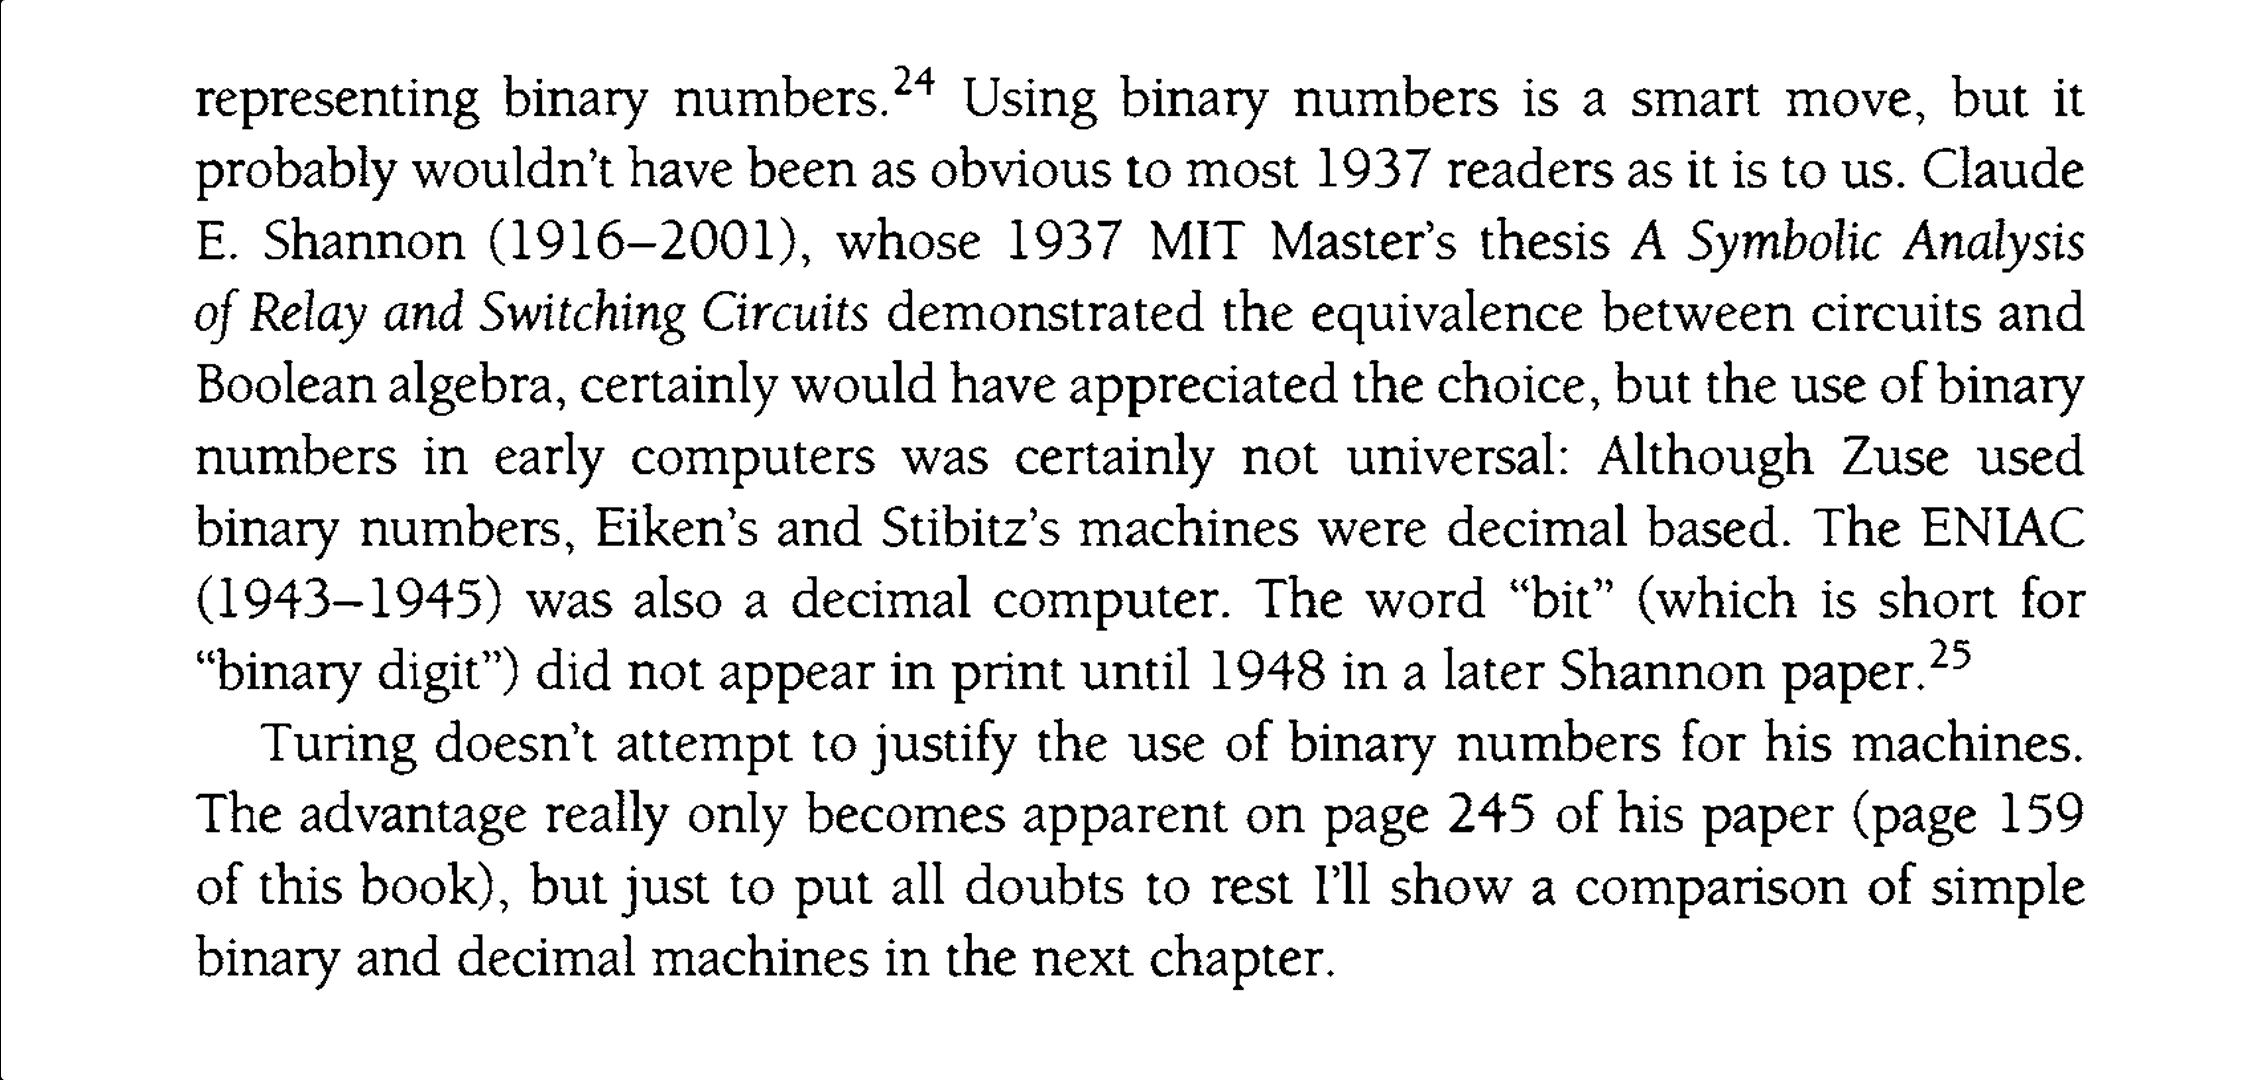 representing binary numbers.24 Using binary numbers is a smart move, but it
probably wouldn’t have been as obvious to most 1937 readers as it is to us. Claude
E. Shannon (1916–2001), whose 1937 MIT Master’s thesis A Symbolic Analysis
of Relay and Switching Circuits demonstrated the equivalence between circuits and
Boolean algebra, certainly would have appreciated the choice, but the use of binary
numbers in early computers was certainly not universal: Although Zuse used
binary numbers, Eiken’s and Stibitz’s machines were decimal based. The ENIAC
(1943–1945) was also a decimal computer. The word “bit” (which is short for
“binary digit”) did not appear in print until 1948 in a later Shannon paper.25
Turing doesn’t attempt to justify the use of binary numbers for his machines.
The advantage really only becomes apparent on page 245 of his paper (page 159
of this book), but just to put all doubts to rest I’ll show a comparison of simple
binary and decimal machines in the next chapter.